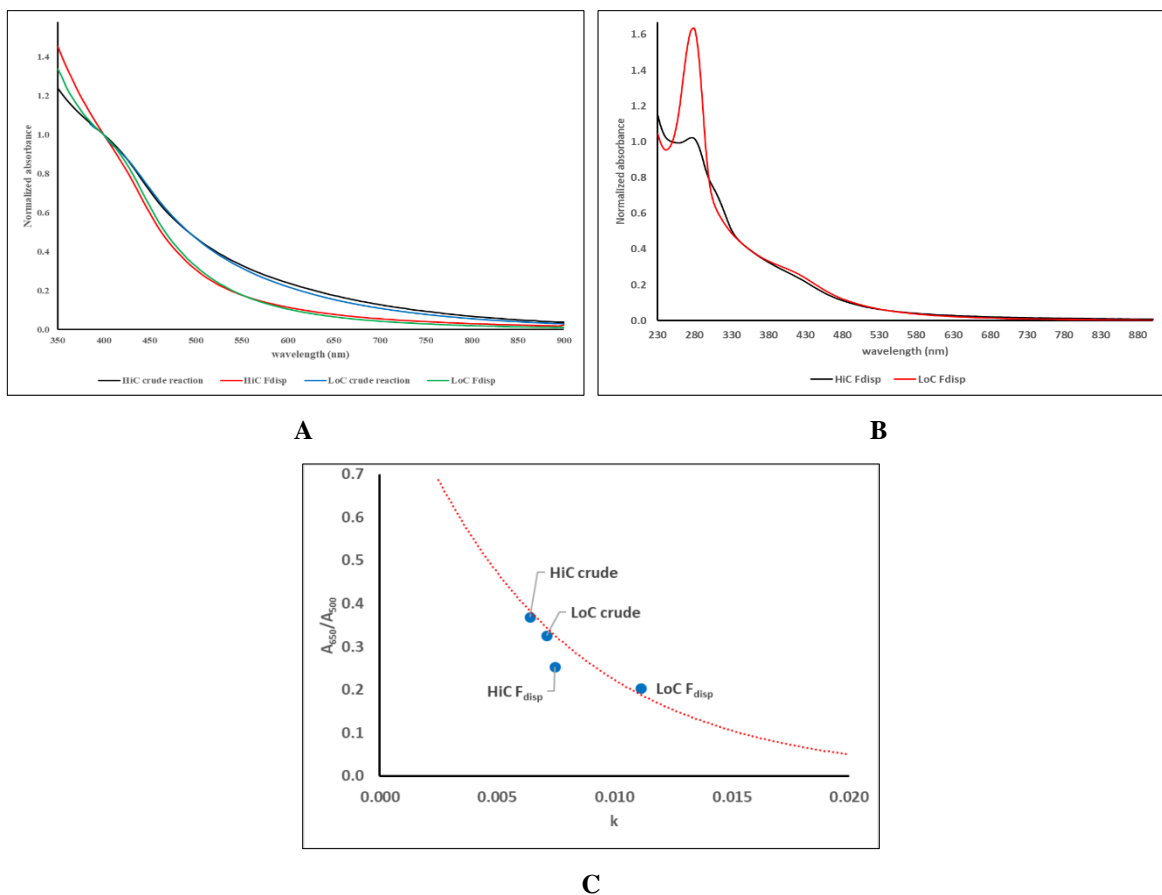 Normalized absorbance
1.4
1.2
1.0
0.8
0.6
0.4
0.2
0.0
350 400 450 500 550 600 650 700 750 800 850 900
wavelength (nm)
HiC crude reaction HiC Fdisp LoC crude reaction LoC Fdisp
A
Normalized absorbance
1.6
1.4
1.2
1.0
0.8
0.6
0.4
0.2
0.0
230 280 330 380 430 480 530 580 630 680 730 780 830 880
wavelength (nm)
HiC Fdisp LoC Fdisp
B
A650/A500
0.7
0.6
0.5
0.4
0.3
0.2
0.1
0.0
HiC crude
LoC crude
HiC Fdisp
LoC Fdisp
0.000 0.005 0.010 0.015 0.020
k
C